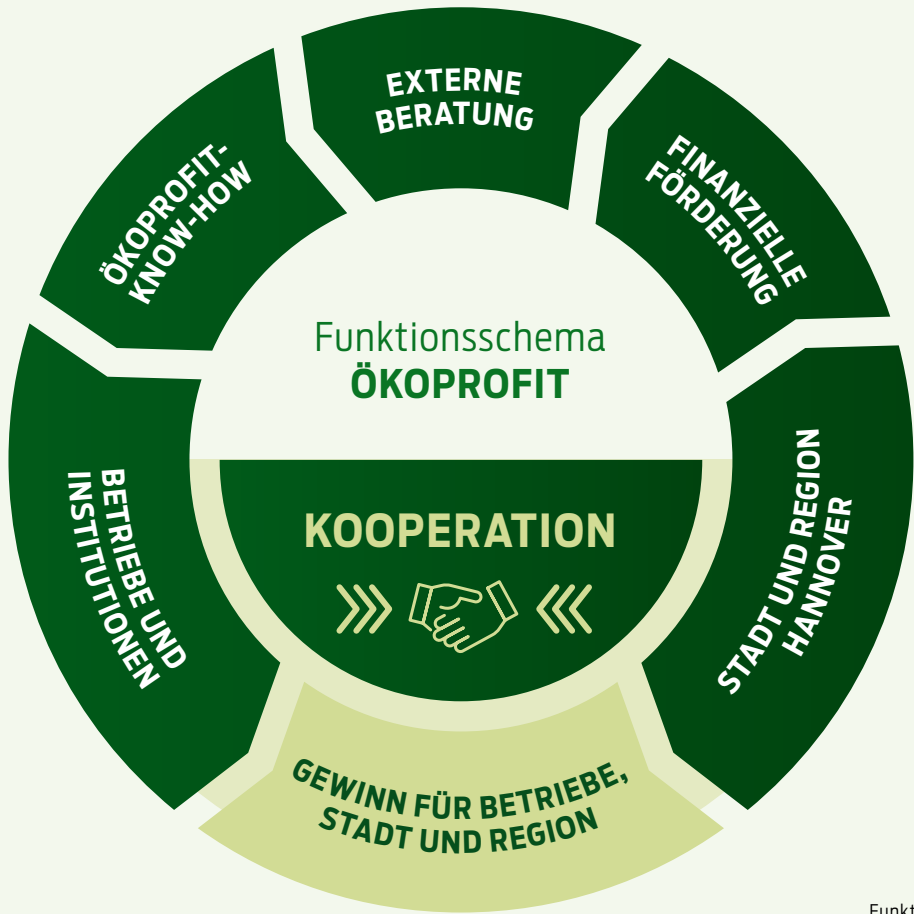 EXTERNE
BERATUNG
FINANZIELLE
FÖRDERUNG
ÖKOPROFIT-
KNOW-HOW
Funktionsschema
ÖKOPROFIT
BETRIEBE UND
INSTITUTIONEN
KOOPERATION
STADT UND REGION
HANNOVER
GEWINN FÜR BETRIEBE,
STADT UND REGION
Funkt